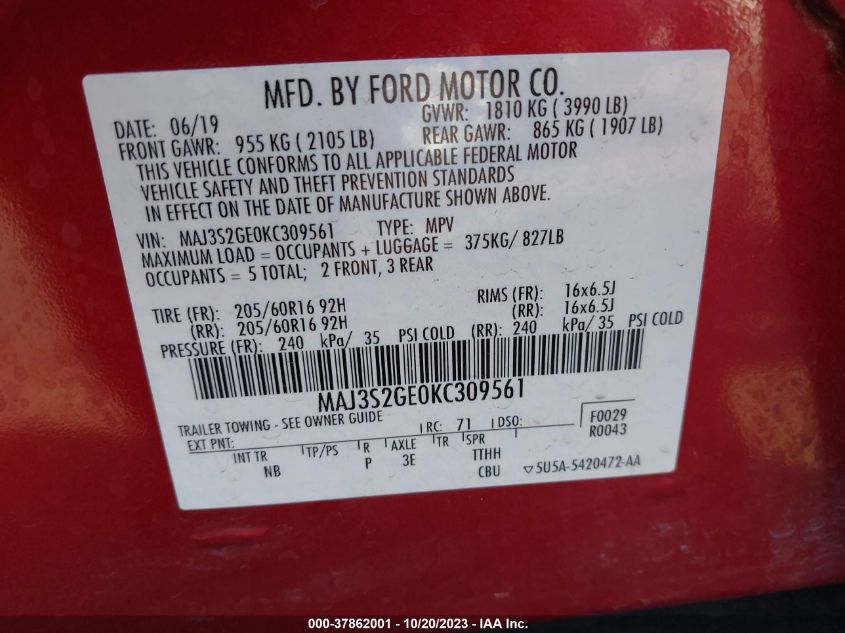 MFD. BY FORD MOTOR CO.
DATE: 06/19 GVWR: 1810 KG ( 3990 LB)
FRONT GAWR: 955 KG ( 2105 LB) REAR GAWR: 865 KG ( 1907 LB)
THIS VEHICLE CONFORMS TO ALL APPLICABLE FEDERAL MOTOR
VEHICLE SAFETY AND THEFT PREVENTION STANDARDS
IN EFFECT ON THE DATE OF MANUFACTURE SHOWN ABOVE.
VIN: MAJ3S2GE0KC309561 TYPE: MPV
MAXIMUM LOAD = OCCUPANTS + LUGGAGE = 375KG/ 827LB
OCCUPANTS = 5 TOTAL; 2 FRONT, 3 REAR
TIRE (FR): 205/60R16 92H RIMS (FR): 16x6.5J
(RR): 205/60R16 92H (RR): 16x6.5J
PRESSURE (FR): 240 kPa/ 35 PSI COLD (RR): 240 kPa/ 35 PSI COLD
MAJ3S2GE0KC309561
TRAILER TOWING - SEE OWNER GUIDE RC: 71 DSO: F0029
EXT PNT: R0043
INT TR TP/PS R AXLE TR SPR
NB P 3E TTHH
CBU ▽5U5A-5420472-AA
000-37862001 - 10/20/2023 - IAA, Inc.